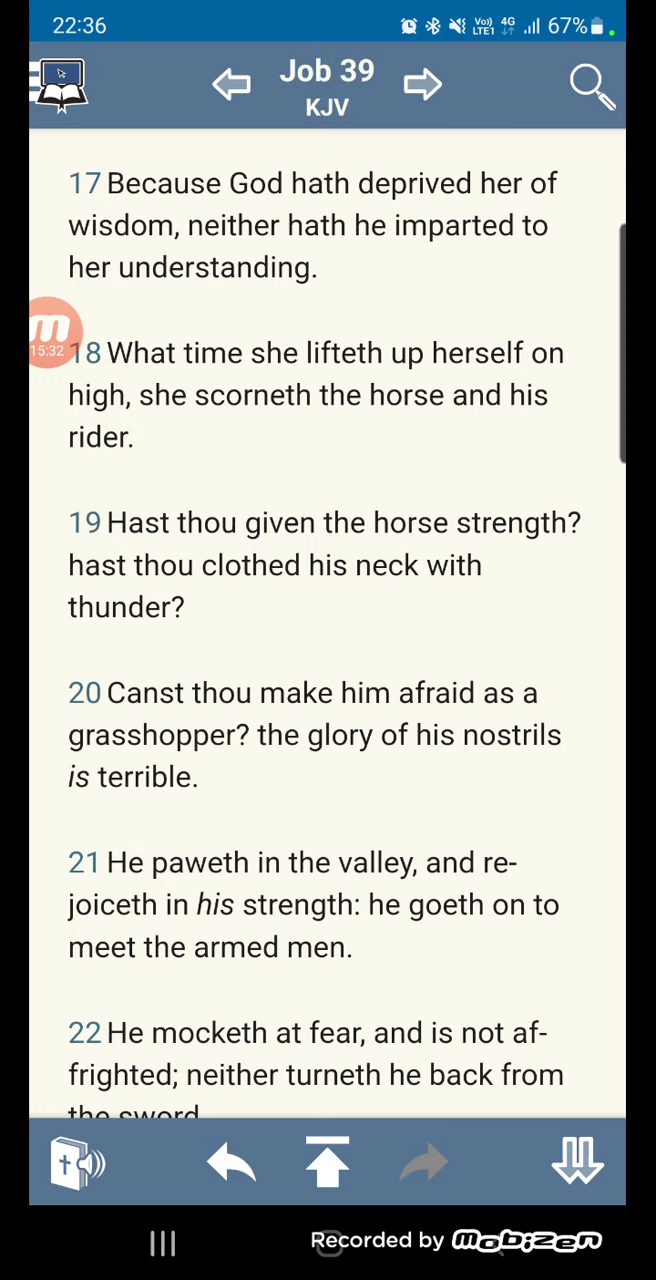 22:36
Vo))
LTE1
4G
67%
Job 39
KJV
17 Because God hath deprived her of
wisdom, neither hath he imparted to
her understanding.
m
15:32
18 What time she lifteth up herself on
high, she scorneth the horse and his
rider.
19 Hast thou given the horse strength?
hast thou clothed his neck with
thunder?
20 Canst thou make him afraid as a
grasshopper? the glory of his nostrils
is terrible.
21 He paweth in the valley, and re-
joiceth in his strength: he goeth on to
meet the armed men.
22 He mocketh at fear, and is not af-
frighted; neither turneth he back from
the sword
Recorded by mobizen